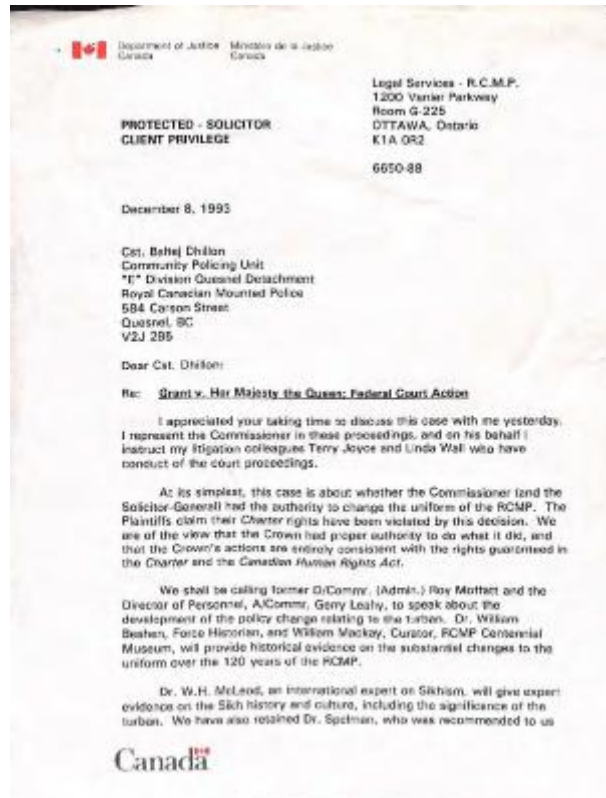 Department of Justice Ministère de la Justice
Canada Canada
Legal Services - R.C.M.P.
1200 Vanier Parkway
Room G-225
OTTAWA, Ontario
K1A 0R2
PROTECTED - SOLICITOR
CLIENT PRIVILEGE
6650-88
December 8, 1993
Cst. Baltej Dhillon
Community Policing Unit
"E" Division Quesnel Detachment
Royal Canadian Mounted Police
584 Carson Street
Quesnel, BC
V2J 2B5
Dear Cst. Dhillon:
Re: Grant v. Her Majesty the Queen; Federal Court Action
I appreciated your taking time to discuss this case with me yesterday.
I represent the Commissioner in these proceedings, and on his behalf I
instruct my litigation colleagues Terry Joyce and Linda Wall who have
conduct of the court proceedings.
At its simplest, this case is about whether the Commissioner (and the
Solicitor-General) had the authority to change the uniform of the RCMP. The
Plaintiffs claim their Charter rights have been violated by this decision. We
are of the view that the Crown had proper authority to do what it did, and
that the Crown's actions are entirely consistent with the rights guaranteed in
the Charter and the Canadian Human Rights Act.
We shall be calling former D/Commr. (Admin.) Roy Moffatt and the
Director of Personnel, A/Commr. Gerry Leahy, to speak about the
development of the policy change relating to the turban. Dr. William
Beahen, Force Historian, and William Mackay, Curator, RCMP Centennial
Museum, will provide historical evidence on the substantial changes to the
uniform over the 120 years of the RCMP.
Dr. W.H. McLeod, an international expert on Sikhism, will give expert
evidence on the Sikh history and culture, including the significance of the
turban. We have also retained Dr. Spelman, who was recommended to us
Canada